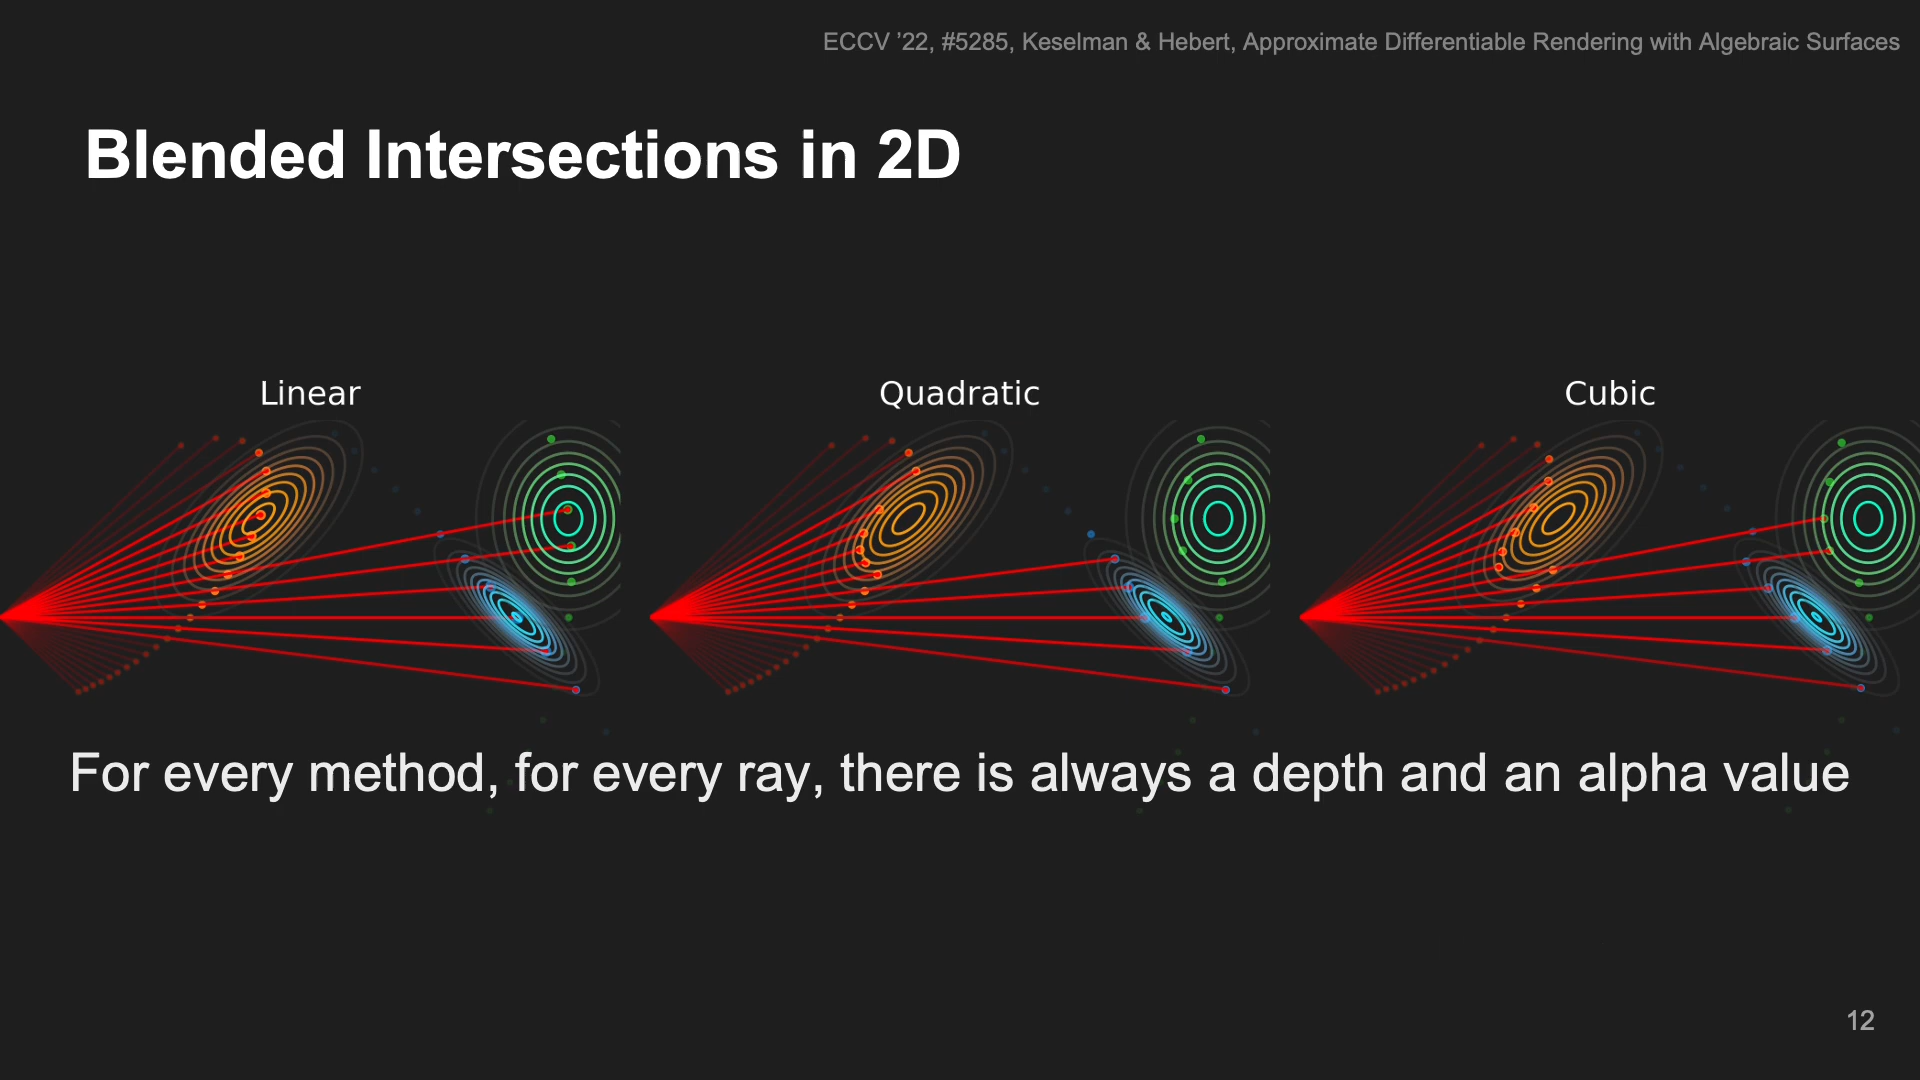 ECCV ’22, #5285, Keselman & Hebert, Approximate Differentiable Rendering with Algebraic Surfaces
Blended Intersections in 2D
Linear
Quadratic
Cubic
For every method, for every ray, there is always a depth and an alpha value
12